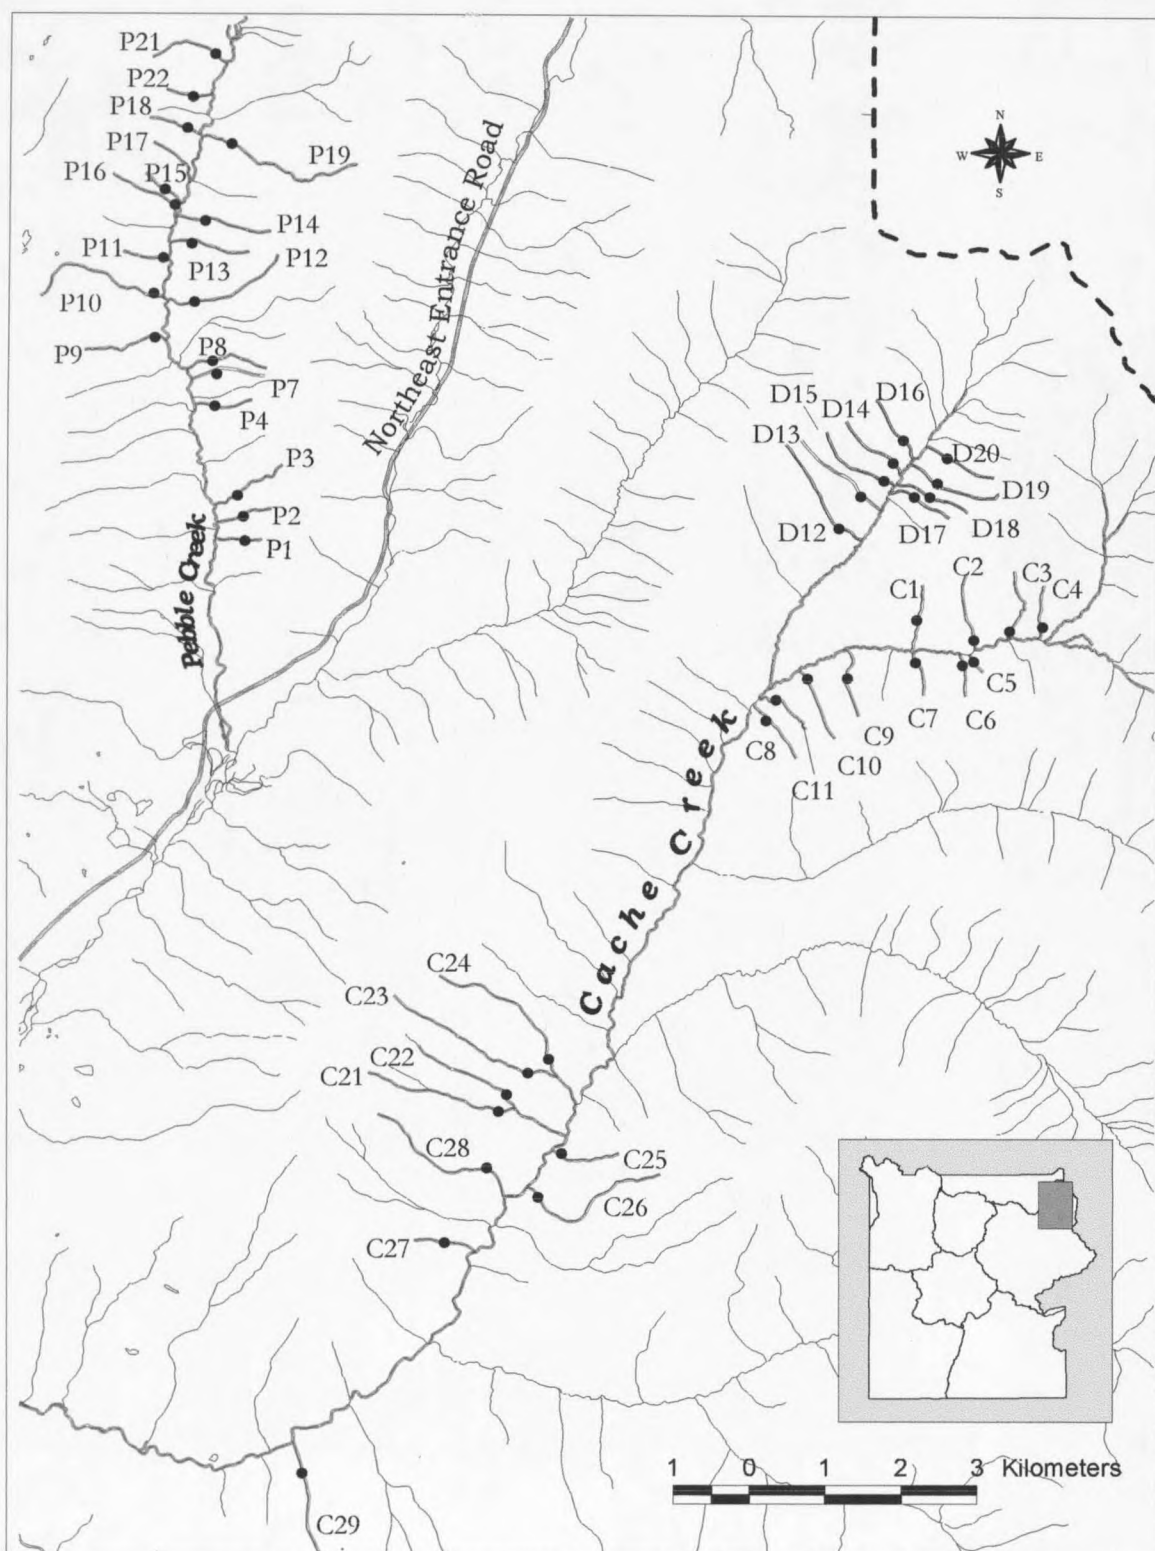 P21
P22
P18
P17
P16
P15
P19
P14
P11
P13
P12
P10
P9
P8
P7
P4
P3
P2
P1
Pebble Creek
Northeast Entrance Road
N
W
E
S
D16
D15
D14
D13
D20
D19
D12
D17
D18
C2
C1
C3
C4
C5
C7
C6
C8
C9
C10
C11
Cache Creek
C24
C23
C22
C21
C28
C25
C26
C27
C29
1 0 1 2 3 Kilometers